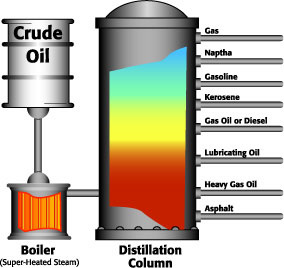 Crude
Oil
Gas
Naptha
Gasoline
Kerosene
Gas Oil or Diesel
Lubricating Oil
Heavy Gas Oil
Asphalt
Boiler
(Super-Heated Steam)
Distillation
Column